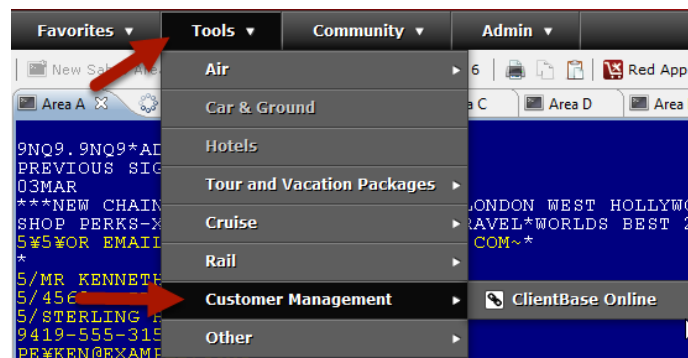 Favorites ▼ Tools ▼ Community ▼ Admin ▼
New Sa 6 Red App
Area A a C Area D Area
Air
Car & Ground
Hotels
Tour and Vacation Packages
Cruise
Rail
Customer Management ClientBase Online
Other
9NQ9.9NQ9*AD
PREVIOUS SIG
03MAR
***NEW CHAIN LONDON WEST HOLLYWO
SHOP PERKS-X RAVEL*WORLDS BEST 2
5¥5¥OR EMAIL COM~*
*
5/MR KENNETH
5/456
5/STERLING
9419-555-315
PE¥KEN@EXAMP